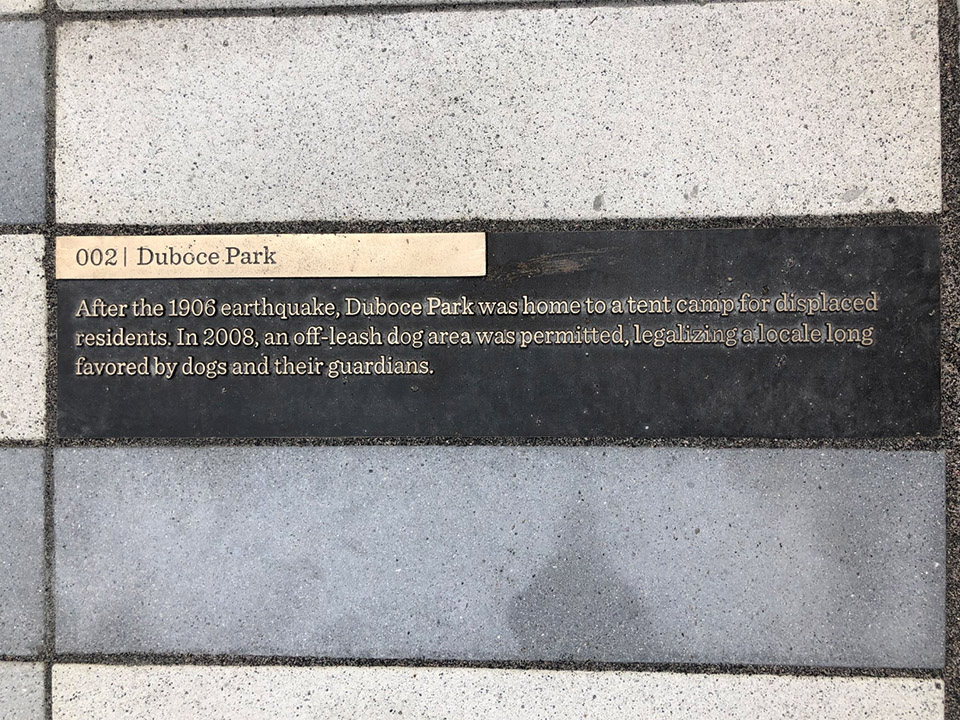 002 | Duboce Park
After the 1906 earthquake, Duboce Park was home to a tent camp for displaced
residents. In 2008, an off-leash dog area was permitted, legalizing a locale long
favored by dogs and their guardians.